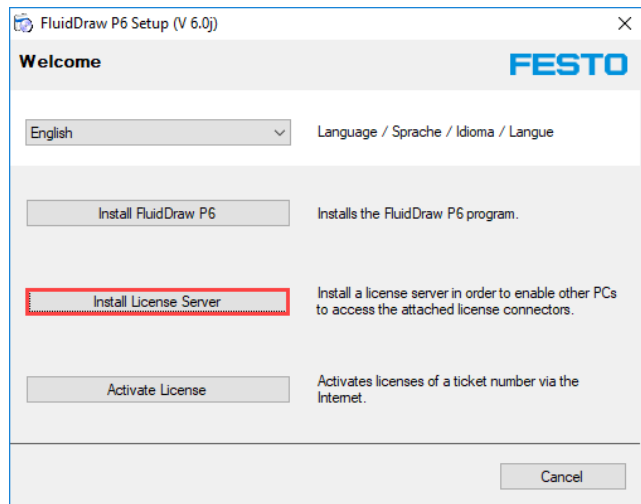 FluidDraw P6 Setup (V 6.0j)
Welcome
FESTO
English
Language / Sprache / Idioma / Langue
Install FluidDraw P6
Installs the FluidDraw P6 program.
Install License Server
Install a license server in order to enable other PCs
to access the attached license connectors.
Activate License
Activates licenses of a ticket number via the
Internet.
Cancel